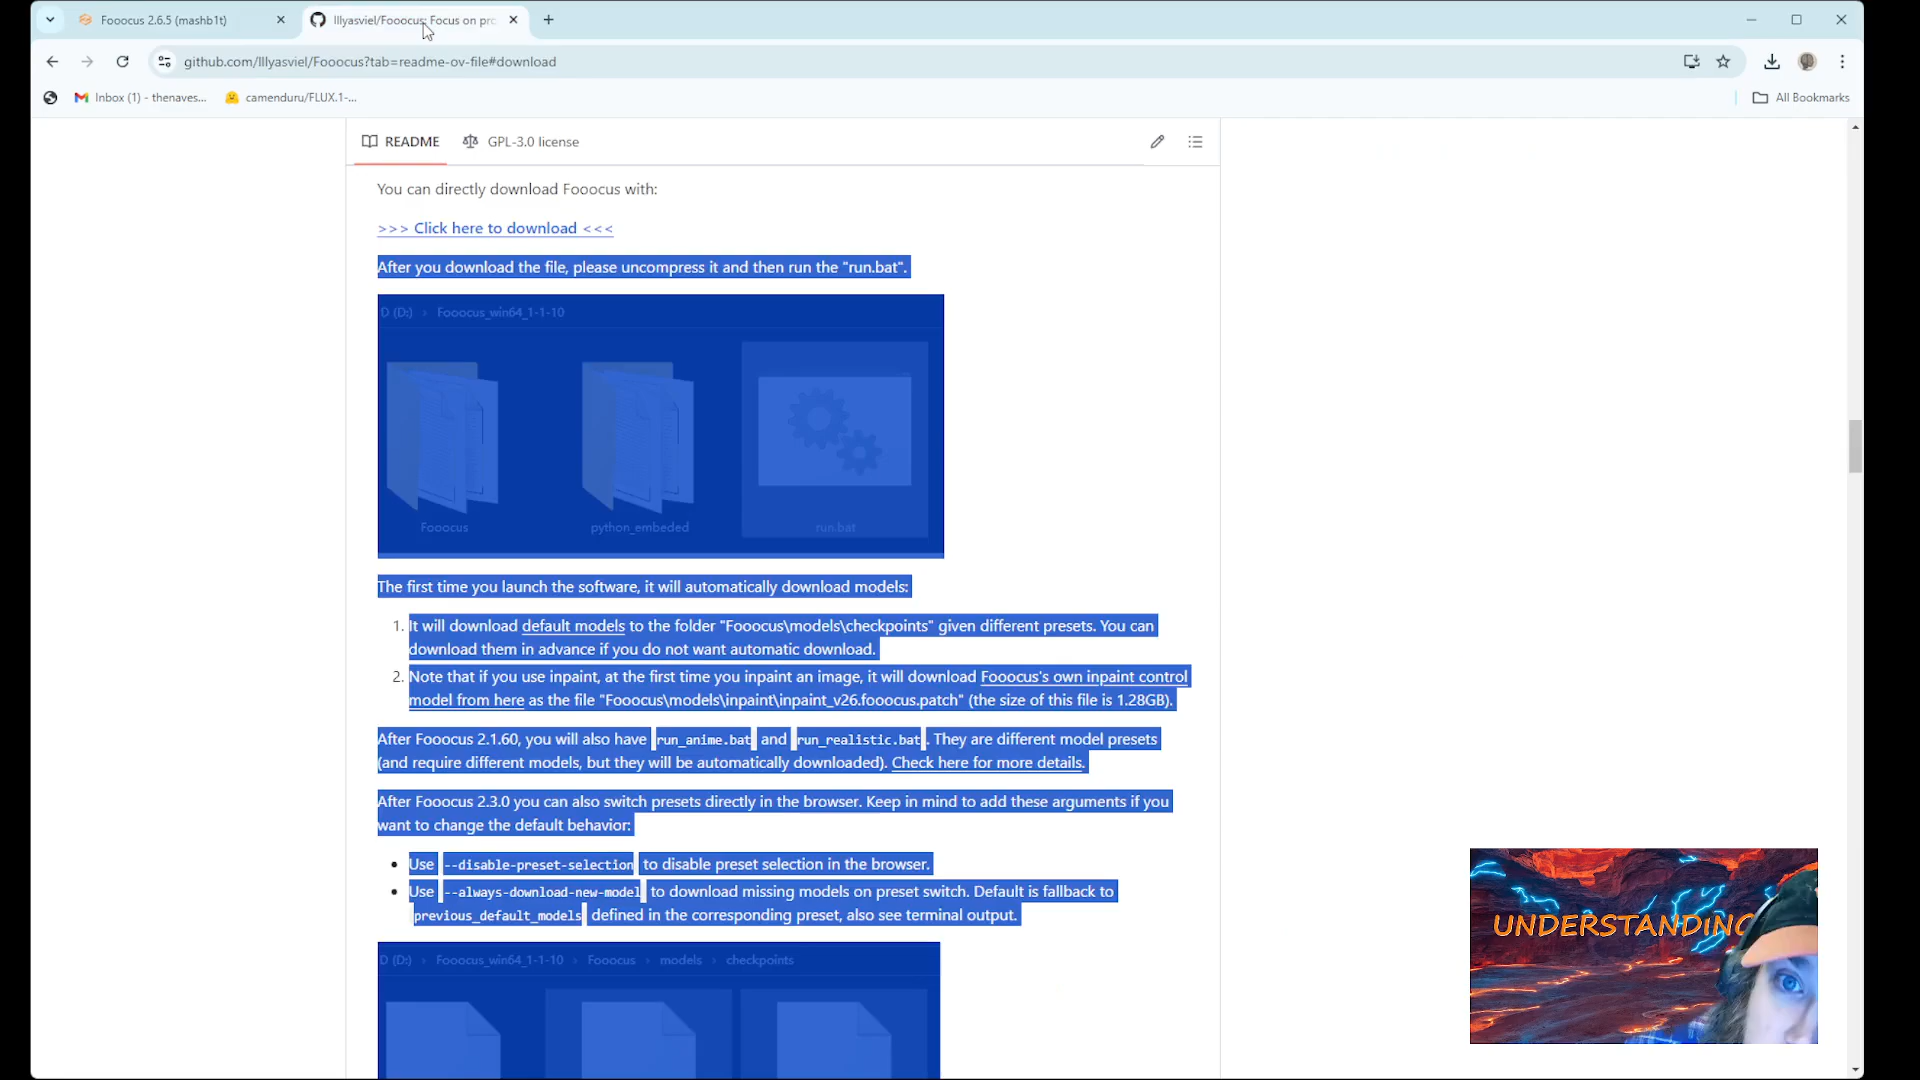 Fooocus 2.6.5 (mashb1t)
lllyasviel/Fooocus: Focus on pro
github.com/lllyasviel/Fooocus?tab=readme-ov-file#download
Inbox (1) - thenaves...
camenduru/FLUX.1-...
All Bookmarks
README
GPL-3.0 license
You can directly download Fooocus with:
>>> Click here to download <<<
After you download the file, please uncompress it and then run the "run.bat".
D (D:) › Fooocus_win64_1-1-10
Fooocus
python_embeded
run.bat
The first time you launch the software, it will automatically download models:
1. It will download default models to the folder "Fooocus\models\checkpoints" given different presets. You can
download them in advance if you do not want automatic download.
2. Note that if you use inpaint, at the first time you inpaint an image, it will download Fooocus's own inpaint control
model from here as the file "Fooocus\models\inpaint\inpaint_v26.fooocus.patch" (the size of this file is 1.28GB).
After Fooocus 2.1.60, you will also have run_anime.bat and run_realistic.bat. They are different model presets
(and require different models, but they will be automatically downloaded). Check here for more details.
After Fooocus 2.3.0 you can also switch presets directly in the browser. Keep in mind to add these arguments if you
want to change the default behavior:
• Use --disable-preset-selection to disable preset selection in the browser.
• Use --always-download-new-model to download missing models on preset switch. Default is fallback to
previous_default_models defined in the corresponding preset, also see terminal output.
D (D:) › Fooocus_win64_1-1-10 › Fooocus › models › checkpoints
UNDERSTANDING